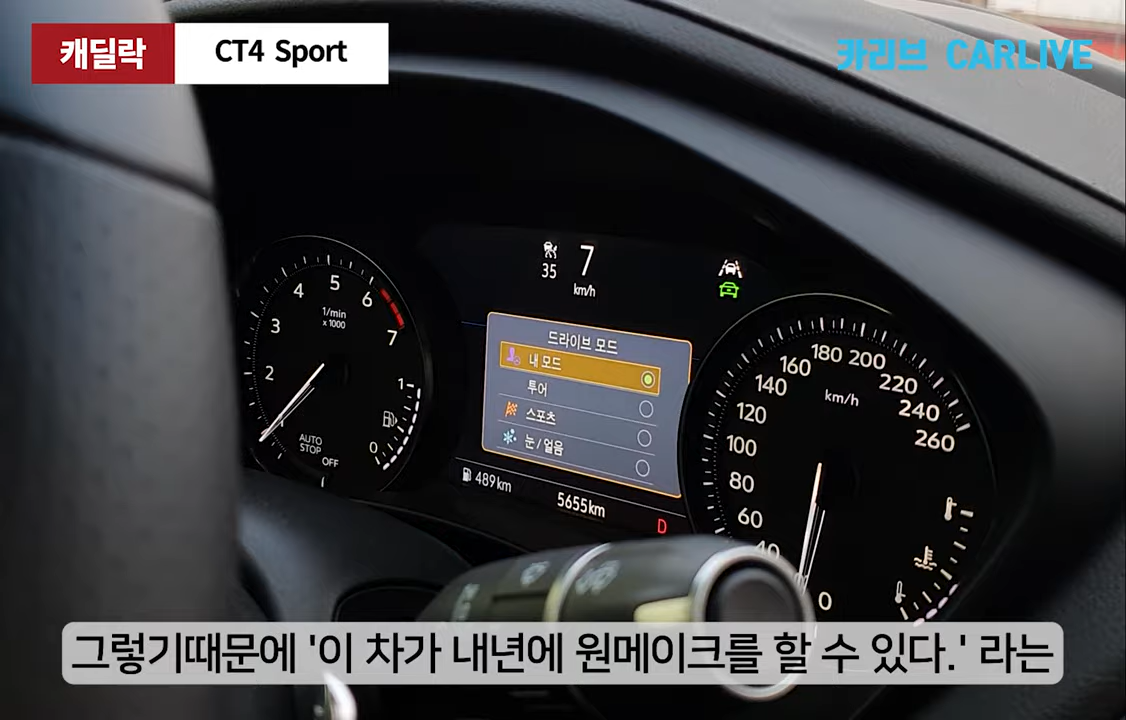 캐딜락 CT4 Sport
카리브 CARLIVE
35
7
km/h
1
2
3
4
5
6
7
1/min
x 1000
AUTO
STOP
OFF
1
0
드라이브 모드
내 모드
투어
스포츠
눈/얼음
489km
5655km
D
0
40
60
80
100
120
140
160
180
200
220
240
260
km/h
그렇기때문에 '이 차가 내년에 원메이크를 할 수 있다.' 라는